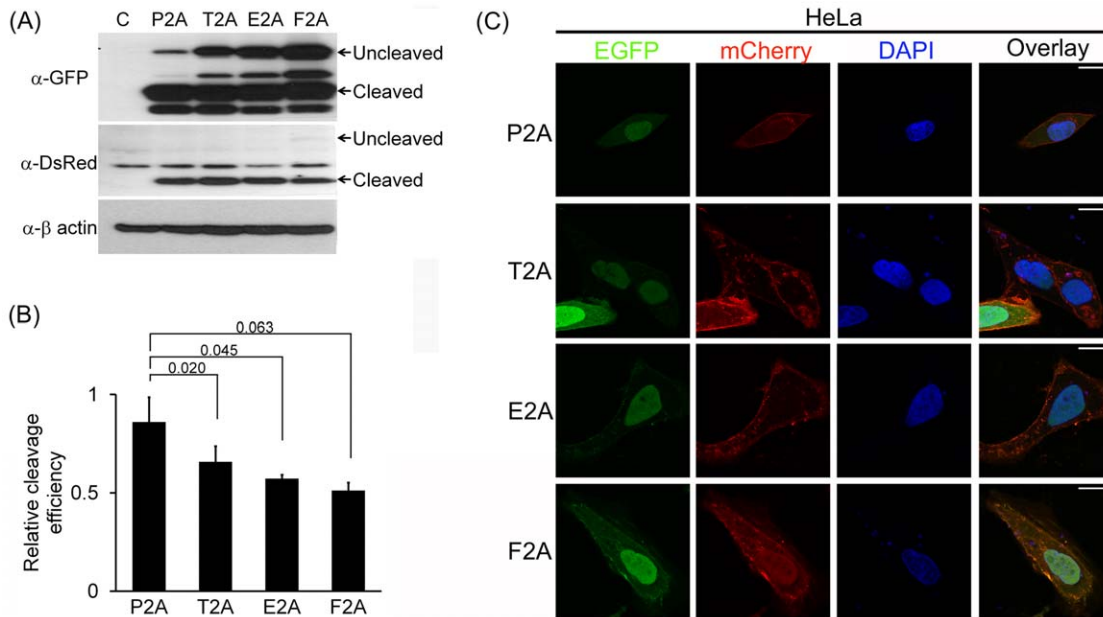 (A)
C P2A T2A E2A F2A
α-GFP
Uncleaved
Cleaved
α-DsRed
Uncleaved
Cleaved
α-β actin
(B)
0.063
0.045
0.020
Relative cleavage
efficiency
1
0.5
0
P2A T2A E2A F2A
(C)
HeLa
EGFP mCherry DAPI Overlay
P2A
T2A
E2A
F2A